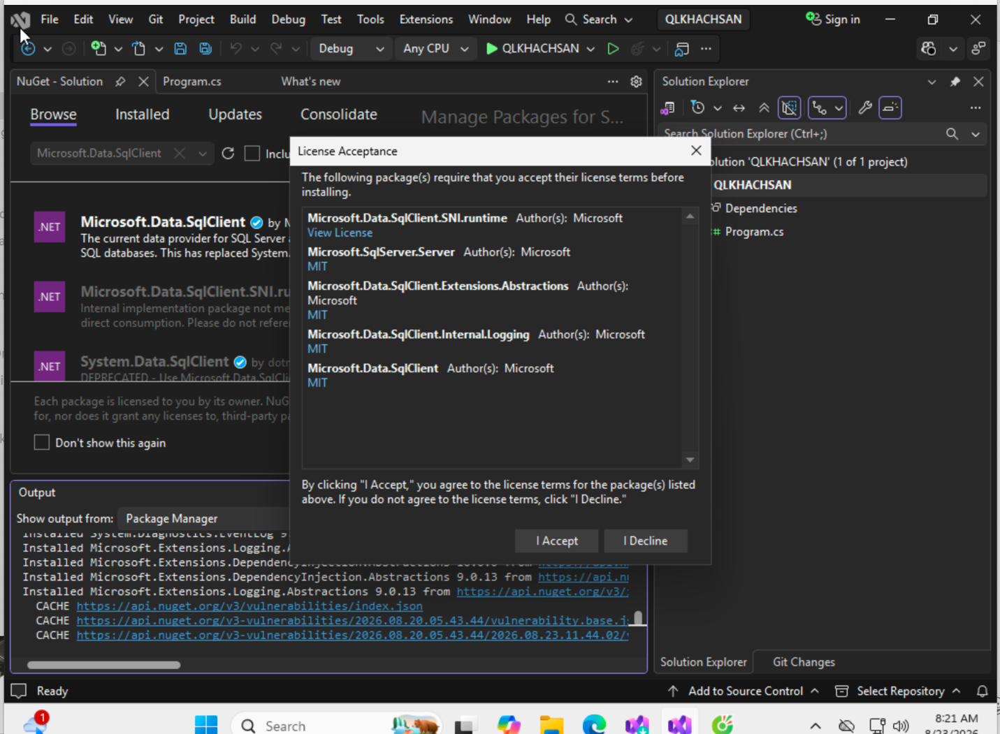 File Edit View Git Project Build Debug Test Tools Extensions Window Help Search QLKHACHSAN Sign in
Debug Any CPU QLKHACHSAN
NuGet - Solution Program.cs What's new
Browse Installed Updates Consolidate Manage Packages for S...
Microsoft.Data.SqlClient
.NET
Microsoft.Data.SqlClient by
The current data provider for SQL Server
SQL databases. This has replaced System.
.NET
Microsoft.Data.SqlClient.SNI.ru
Internal implementation package not me
direct consumption. Please do not refere
.NET
System.Data.SqlClient by dotn
DEPRECATED - Use Microsoft.Data.SqlCli
Each package is licensed to you by its owner. NuG
for, nor does it grant any licenses to, third-party pa
Don't show this again
License Acceptance
The following package(s) require that you accept their license terms before
installing.
Microsoft.Data.SqlClient.SNI.runtime Author(s): Microsoft
View License
Microsoft.SqlServer.Server Author(s): Microsoft
MIT
Microsoft.Data.SqlClient.Extensions.Abstractions Author(s):
Microsoft
MIT
Microsoft.Data.SqlClient.Internal.Logging Author(s): Microsoft
MIT
Microsoft.Data.SqlClient Author(s): Microsoft
MIT
By clicking "I Accept," you agree to the license terms for the package(s) listed
above. If you do not agree to the license terms, click "I Decline."
I Accept I Decline
Solution Explorer
Search Solution Explorer (Ctrl+;)
olution 'QLKHACHSAN' (1 of 1 project)
QLKHACHSAN
Dependencies
Program.cs
Output
Show output from: Package Manager
Installed System.Diagnostics.EventLog 9
Installed Microsoft.Extensions.Logging.A
Installed Microsoft.Extensions.Dependency
Installed Microsoft.Extensions.DependencyInjection.Abstractions 9.0.13 from https://api.nu
Installed Microsoft.Extensions.Logging.Abstractions 9.0.13 from https://api.nuget.org/v3/
CACHE https://api.nuget.org/v3/vulnerabilities/index.json
CACHE https://api.nuget.org/v3-vulnerabilities/2026.08.20.05.43.44/vulnerability.base.j
CACHE https://api.nuget.org/v3-vulnerabilities/2026.08.20.05.43.44/2026.08.23.11.44.02/
Solution Explorer Git Changes
Ready Add to Source Control Select Repository
1
Search
8:21 AM
8/23/2026